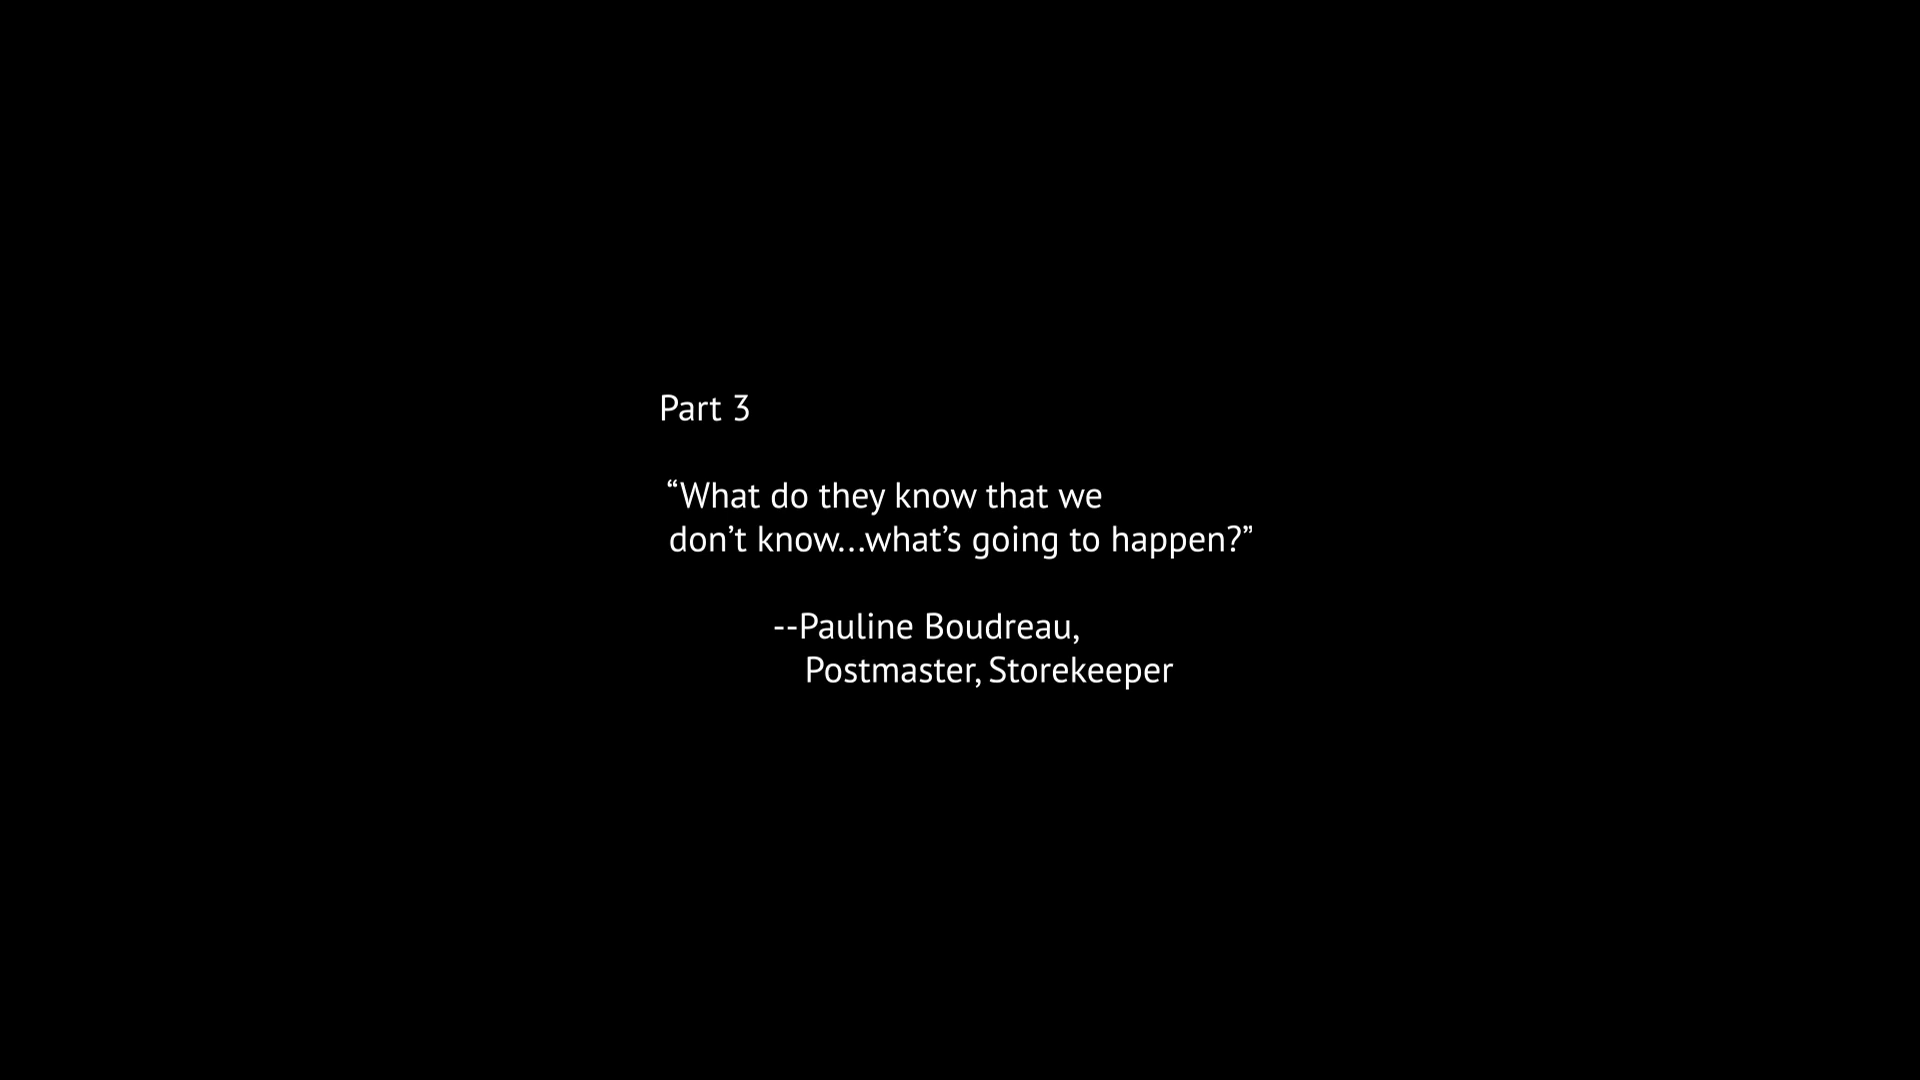 Part 3
“What do they know that we
don’t know...what’s going to happen?”
--Pauline Boudreau,
Postmaster, Storekeeper